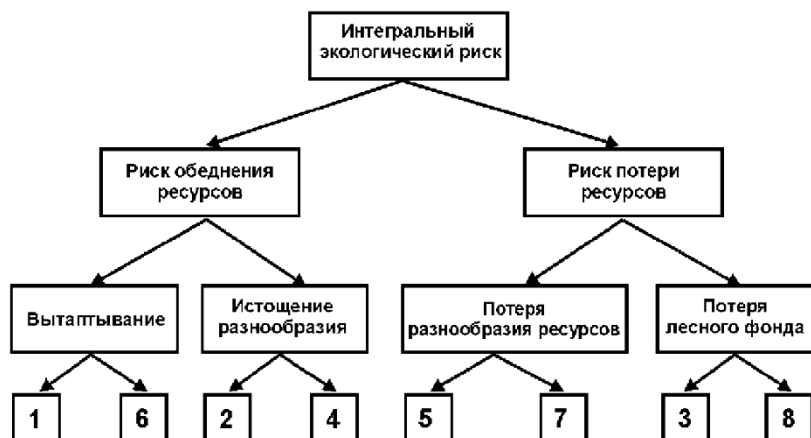 Интегральный
экологический риск
Риск обеднения
ресурсов
Риск потери
ресурсов
Вытаптывание
Истощение
разнообразия
Потеря
разнообразия ресурсов
Потеря
лесного фонда
1
6
2
4
5
7
3
8